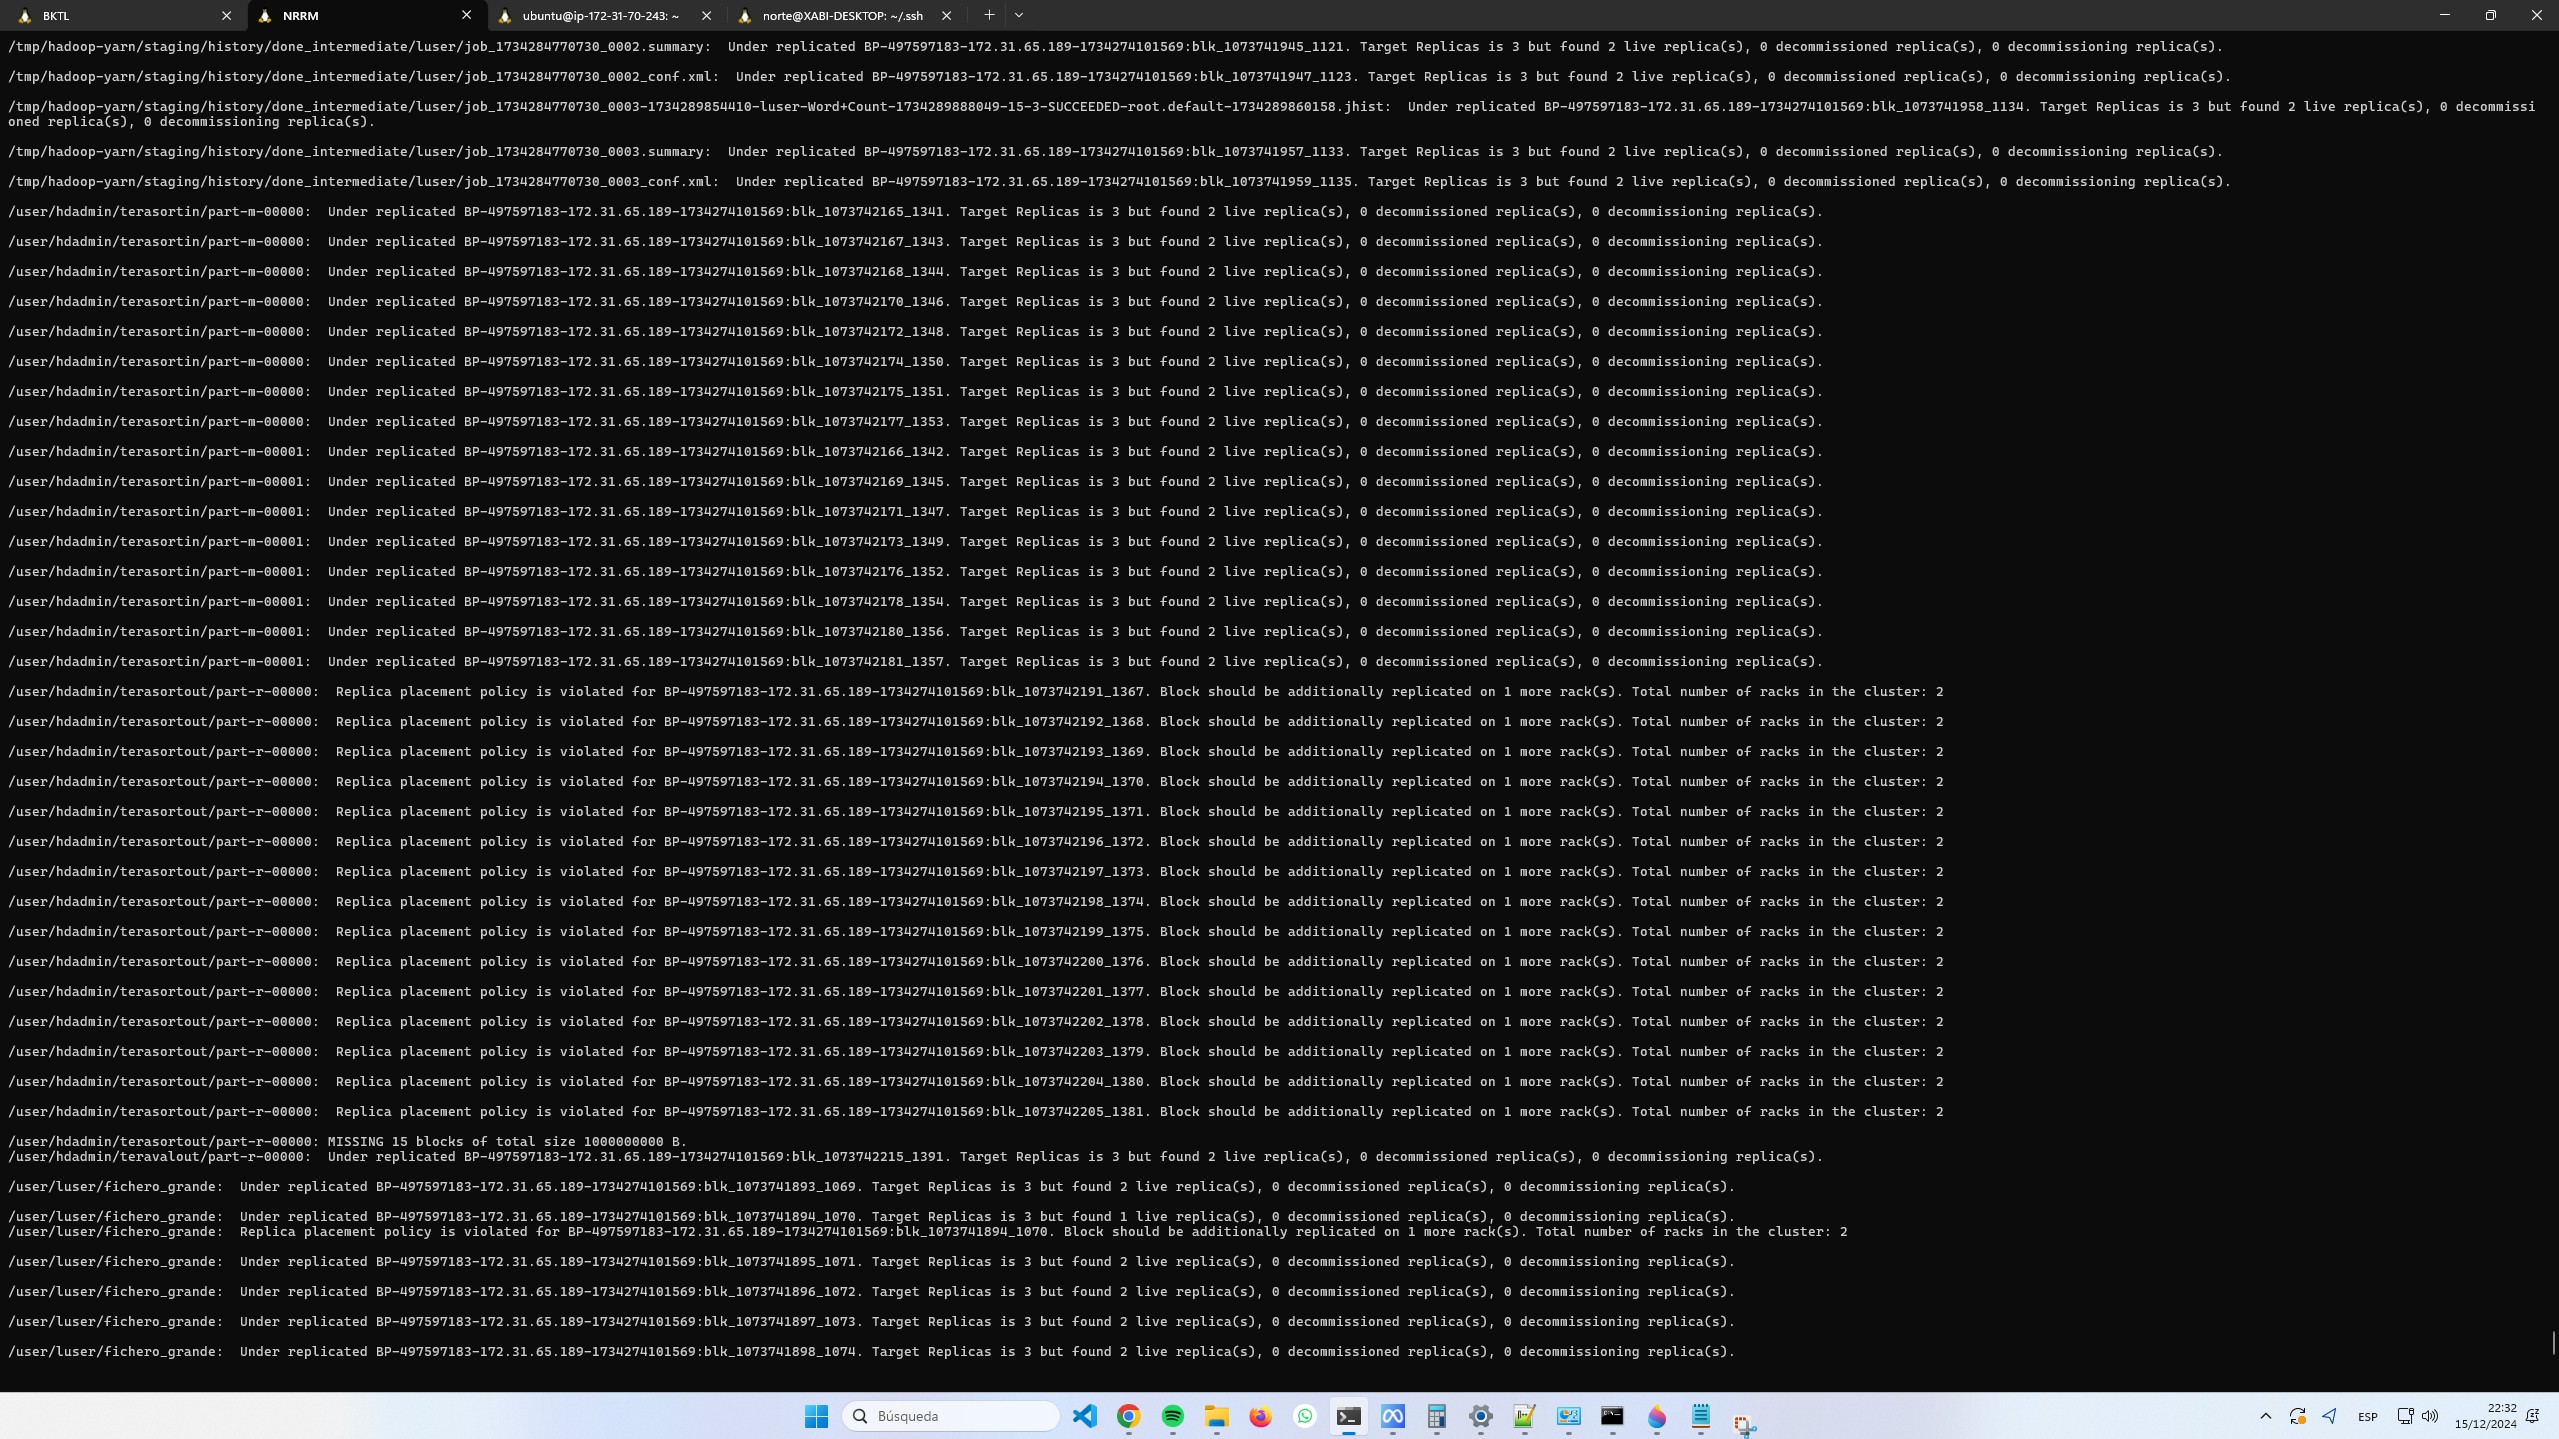 BKTL
NRRM
ubuntu@ip-172-31-70-243: ~
norte@XABI-DESKTOP: ~/.ssh
/tmp/hadoop-yarn/staging/history/done_intermediate/luser/job_1734284770730_0002.summary:  Under replicated BP-497597183-172.31.65.189-1734274101569:blk_1073741945_1121. Target Replicas is 3 but found 2 live replica(s), 0 decommissioned replica(s), 0 decommissioning replica(s).
/tmp/hadoop-yarn/staging/history/done_intermediate/luser/job_1734284770730_0002_conf.xml:  Under replicated BP-497597183-172.31.65.189-1734274101569:blk_1073741947_1123. Target Replicas is 3 but found 2 live replica(s), 0 decommissioned replica(s), 0 decommissioning replica(s).
/tmp/hadoop-yarn/staging/history/done_intermediate/luser/job_1734284770730_0003-1734289854410-luser-Word+Count-1734289888049-15-3-SUCCEEDED-root.default-1734289860158.jhist:  Under replicated BP-497597183-172.31.65.189-1734274101569:blk_1073741958_1134. Target Replicas is 3 but found 2 live replica(s), 0 decommissi
oned replica(s), 0 decommissioning replica(s).
/tmp/hadoop-yarn/staging/history/done_intermediate/luser/job_1734284770730_0003.summary:  Under replicated BP-497597183-172.31.65.189-1734274101569:blk_1073741957_1133. Target Replicas is 3 but found 2 live replica(s), 0 decommissioned replica(s), 0 decommissioning replica(s).
/tmp/hadoop-yarn/staging/history/done_intermediate/luser/job_1734284770730_0003_conf.xml:  Under replicated BP-497597183-172.31.65.189-1734274101569:blk_1073741959_1135. Target Replicas is 3 but found 2 live replica(s), 0 decommissioned replica(s), 0 decommissioning replica(s).
/user/hdadmin/terasortin/part-m-00000:  Under replicated BP-497597183-172.31.65.189-1734274101569:blk_1073742165_1341. Target Replicas is 3 but found 2 live replica(s), 0 decommissioned replica(s), 0 decommissioning replica(s).
/user/hdadmin/terasortin/part-m-00000:  Under replicated BP-497597183-172.31.65.189-1734274101569:blk_1073742167_1343. Target Replicas is 3 but found 2 live replica(s), 0 decommissioned replica(s), 0 decommissioning replica(s).
/user/hdadmin/terasortin/part-m-00000:  Under replicated BP-497597183-172.31.65.189-1734274101569:blk_1073742168_1344. Target Replicas is 3 but found 2 live replica(s), 0 decommissioned replica(s), 0 decommissioning replica(s).
/user/hdadmin/terasortin/part-m-00000:  Under replicated BP-497597183-172.31.65.189-1734274101569:blk_1073742170_1346. Target Replicas is 3 but found 2 live replica(s), 0 decommissioned replica(s), 0 decommissioning replica(s).
/user/hdadmin/terasortin/part-m-00000:  Under replicated BP-497597183-172.31.65.189-1734274101569:blk_1073742172_1348. Target Replicas is 3 but found 2 live replica(s), 0 decommissioned replica(s), 0 decommissioning replica(s).
/user/hdadmin/terasortin/part-m-00000:  Under replicated BP-497597183-172.31.65.189-1734274101569:blk_1073742174_1350. Target Replicas is 3 but found 2 live replica(s), 0 decommissioned replica(s), 0 decommissioning replica(s).
/user/hdadmin/terasortin/part-m-00000:  Under replicated BP-497597183-172.31.65.189-1734274101569:blk_1073742175_1351. Target Replicas is 3 but found 2 live replica(s), 0 decommissioned replica(s), 0 decommissioning replica(s).
/user/hdadmin/terasortin/part-m-00000:  Under replicated BP-497597183-172.31.65.189-1734274101569:blk_1073742177_1353. Target Replicas is 3 but found 2 live replica(s), 0 decommissioned replica(s), 0 decommissioning replica(s).
/user/hdadmin/terasortin/part-m-00001:  Under replicated BP-497597183-172.31.65.189-1734274101569:blk_1073742166_1342. Target Replicas is 3 but found 2 live replica(s), 0 decommissioned replica(s), 0 decommissioning replica(s).
/user/hdadmin/terasortin/part-m-00001:  Under replicated BP-497597183-172.31.65.189-1734274101569:blk_1073742169_1345. Target Replicas is 3 but found 2 live replica(s), 0 decommissioned replica(s), 0 decommissioning replica(s).
/user/hdadmin/terasortin/part-m-00001:  Under replicated BP-497597183-172.31.65.189-1734274101569:blk_1073742171_1347. Target Replicas is 3 but found 2 live replica(s), 0 decommissioned replica(s), 0 decommissioning replica(s).
/user/hdadmin/terasortin/part-m-00001:  Under replicated BP-497597183-172.31.65.189-1734274101569:blk_1073742173_1349. Target Replicas is 3 but found 2 live replica(s), 0 decommissioned replica(s), 0 decommissioning replica(s).
/user/hdadmin/terasortin/part-m-00001:  Under replicated BP-497597183-172.31.65.189-1734274101569:blk_1073742176_1352. Target Replicas is 3 but found 2 live replica(s), 0 decommissioned replica(s), 0 decommissioning replica(s).
/user/hdadmin/terasortin/part-m-00001:  Under replicated BP-497597183-172.31.65.189-1734274101569:blk_1073742178_1354. Target Replicas is 3 but found 2 live replica(s), 0 decommissioned replica(s), 0 decommissioning replica(s).
/user/hdadmin/terasortin/part-m-00001:  Under replicated BP-497597183-172.31.65.189-1734274101569:blk_1073742180_1356. Target Replicas is 3 but found 2 live replica(s), 0 decommissioned replica(s), 0 decommissioning replica(s).
/user/hdadmin/terasortin/part-m-00001:  Under replicated BP-497597183-172.31.65.189-1734274101569:blk_1073742181_1357. Target Replicas is 3 but found 2 live replica(s), 0 decommissioned replica(s), 0 decommissioning replica(s).
/user/hdadmin/terasortout/part-r-00000:  Replica placement policy is violated for BP-497597183-172.31.65.189-1734274101569:blk_1073742191_1367. Block should be additionally replicated on 1 more rack(s). Total number of racks in the cluster: 2
/user/hdadmin/terasortout/part-r-00000:  Replica placement policy is violated for BP-497597183-172.31.65.189-1734274101569:blk_1073742192_1368. Block should be additionally replicated on 1 more rack(s). Total number of racks in the cluster: 2
/user/hdadmin/terasortout/part-r-00000:  Replica placement policy is violated for BP-497597183-172.31.65.189-1734274101569:blk_1073742193_1369. Block should be additionally replicated on 1 more rack(s). Total number of racks in the cluster: 2
/user/hdadmin/terasortout/part-r-00000:  Replica placement policy is violated for BP-497597183-172.31.65.189-1734274101569:blk_1073742194_1370. Block should be additionally replicated on 1 more rack(s). Total number of racks in the cluster: 2
/user/hdadmin/terasortout/part-r-00000:  Replica placement policy is violated for BP-497597183-172.31.65.189-1734274101569:blk_1073742195_1371. Block should be additionally replicated on 1 more rack(s). Total number of racks in the cluster: 2
/user/hdadmin/terasortout/part-r-00000:  Replica placement policy is violated for BP-497597183-172.31.65.189-1734274101569:blk_1073742196_1372. Block should be additionally replicated on 1 more rack(s). Total number of racks in the cluster: 2
/user/hdadmin/terasortout/part-r-00000:  Replica placement policy is violated for BP-497597183-172.31.65.189-1734274101569:blk_1073742197_1373. Block should be additionally replicated on 1 more rack(s). Total number of racks in the cluster: 2
/user/hdadmin/terasortout/part-r-00000:  Replica placement policy is violated for BP-497597183-172.31.65.189-1734274101569:blk_1073742198_1374. Block should be additionally replicated on 1 more rack(s). Total number of racks in the cluster: 2
/user/hdadmin/terasortout/part-r-00000:  Replica placement policy is violated for BP-497597183-172.31.65.189-1734274101569:blk_1073742199_1375. Block should be additionally replicated on 1 more rack(s). Total number of racks in the cluster: 2
/user/hdadmin/terasortout/part-r-00000:  Replica placement policy is violated for BP-497597183-172.31.65.189-1734274101569:blk_1073742200_1376. Block should be additionally replicated on 1 more rack(s). Total number of racks in the cluster: 2
/user/hdadmin/terasortout/part-r-00000:  Replica placement policy is violated for BP-497597183-172.31.65.189-1734274101569:blk_1073742201_1377. Block should be additionally replicated on 1 more rack(s). Total number of racks in the cluster: 2
/user/hdadmin/terasortout/part-r-00000:  Replica placement policy is violated for BP-497597183-172.31.65.189-1734274101569:blk_1073742202_1378. Block should be additionally replicated on 1 more rack(s). Total number of racks in the cluster: 2
/user/hdadmin/terasortout/part-r-00000:  Replica placement policy is violated for BP-497597183-172.31.65.189-1734274101569:blk_1073742203_1379. Block should be additionally replicated on 1 more rack(s). Total number of racks in the cluster: 2
/user/hdadmin/terasortout/part-r-00000:  Replica placement policy is violated for BP-497597183-172.31.65.189-1734274101569:blk_1073742204_1380. Block should be additionally replicated on 1 more rack(s). Total number of racks in the cluster: 2
/user/hdadmin/terasortout/part-r-00000:  Replica placement policy is violated for BP-497597183-172.31.65.189-1734274101569:blk_1073742205_1381. Block should be additionally replicated on 1 more rack(s). Total number of racks in the cluster: 2
/user/hdadmin/terasortout/part-r-00000: MISSING 15 blocks of total size 1000000000 B.
/user/hdadmin/teravalout/part-r-00000:  Under replicated BP-497597183-172.31.65.189-1734274101569:blk_1073742215_1391. Target Replicas is 3 but found 2 live replica(s), 0 decommissioned replica(s), 0 decommissioning replica(s).
/user/luser/fichero_grande:  Under replicated BP-497597183-172.31.65.189-1734274101569:blk_1073741893_1069. Target Replicas is 3 but found 2 live replica(s), 0 decommissioned replica(s), 0 decommissioning replica(s).
/user/luser/fichero_grande:  Under replicated BP-497597183-172.31.65.189-1734274101569:blk_1073741894_1070. Target Replicas is 3 but found 1 live replica(s), 0 decommissioned replica(s), 0 decommissioning replica(s).
/user/luser/fichero_grande:  Replica placement policy is violated for BP-497597183-172.31.65.189-1734274101569:blk_1073741894_1070. Block should be additionally replicated on 1 more rack(s). Total number of racks in the cluster: 2
/user/luser/fichero_grande:  Under replicated BP-497597183-172.31.65.189-1734274101569:blk_1073741895_1071. Target Replicas is 3 but found 2 live replica(s), 0 decommissioned replica(s), 0 decommissioning replica(s).
/user/luser/fichero_grande:  Under replicated BP-497597183-172.31.65.189-1734274101569:blk_1073741896_1072. Target Replicas is 3 but found 2 live replica(s), 0 decommissioned replica(s), 0 decommissioning replica(s).
/user/luser/fichero_grande:  Under replicated BP-497597183-172.31.65.189-1734274101569:blk_1073741897_1073. Target Replicas is 3 but found 2 live replica(s), 0 decommissioned replica(s), 0 decommissioning replica(s).
/user/luser/fichero_grande:  Under replicated BP-497597183-172.31.65.189-1734274101569:blk_1073741898_1074. Target Replicas is 3 but found 2 live replica(s), 0 decommissioned replica(s), 0 decommissioning replica(s).
Búsqueda
ESP
22:32
15/12/2024